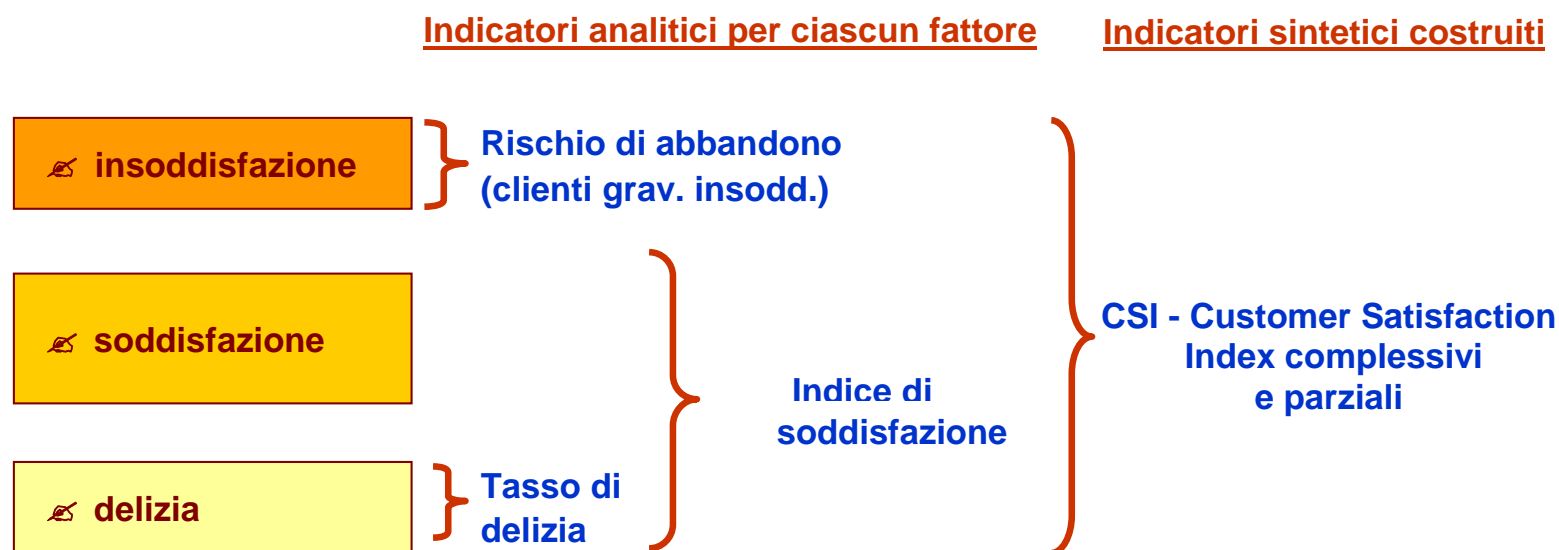 Indicatori analitici per ciascun fattore
Indicatori sintetici costruiti
insoddisfazione
Rischio di abbandono
(clienti grav. insodd.)
soddisfazione
Indice di
soddisfazione
CSI - Customer Satisfaction
Index complessivi
e parziali
delizia
Tasso di
delizia